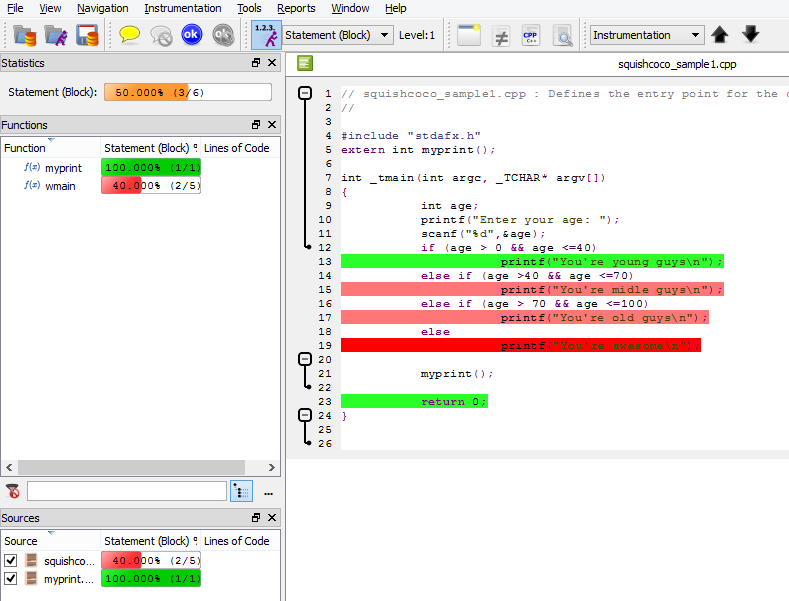 File View Navigation Instrumentation Tools Reports Window Help
ok ok 1.2.3. Statement (Block) Level:1 CPP C++ Instrumentation
Statistics
Statement (Block): 50.000% (3/6)
Functions
Function Statement (Block) % Lines of Code
f(x) myprint 100.000% (1/1)
f(x) wmain 40.000% (2/5)
...
Sources
Source Statement (Block) % Lines of Code
squishco... 40.000% (2/5)
myprint.... 100.000% (1/1)
squishcoco_sample1.cpp
1 // squishcoco_sample1.cpp : Defines the entry point for the
2 //
3
4 #include "stdafx.h"
5 extern int myprint();
6
7 int _tmain(int argc, _TCHAR* argv[])
8 {
9 int age;
10 printf("Enter your age: ");
11 scanf("%d",&age);
12 if (age > 0 && age <=40)
13 printf("You're young guys\n");
14 else if (age >40 && age <=70)
15 printf("You're midle guys\n");
16 else if (age > 70 && age <=100)
17 printf("You're old guys\n");
18 else
19 printf("You're awesome\n");
20
21 myprint();
22
23 return 0;
24 }
25
26